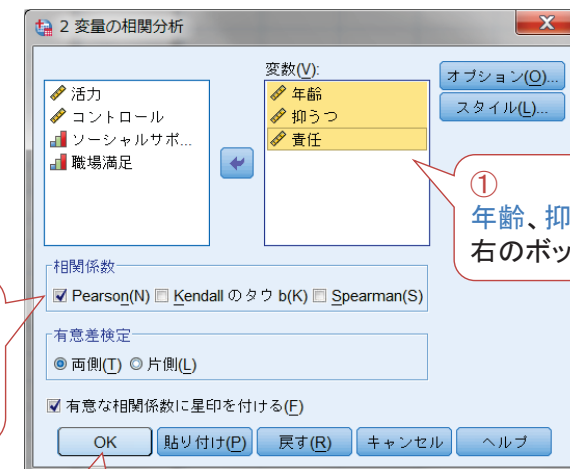 2 変量の相関分析
変数(V):
活力
コントロール
ソーシャルサポ...
職場満足
年齢
抑うつ
責任
オプション(O)...
スタイル(L)...
①
年齢、抑
右のボッ
相関係数
Pearson(N) Kendall のタウ b(K) Spearman(S)
有意差検定
両側(T) 片側(L)
有意な相関係数に星印を付ける(F)
OK 貼り付け(P) 戻す(R) キャンセル ヘルプ